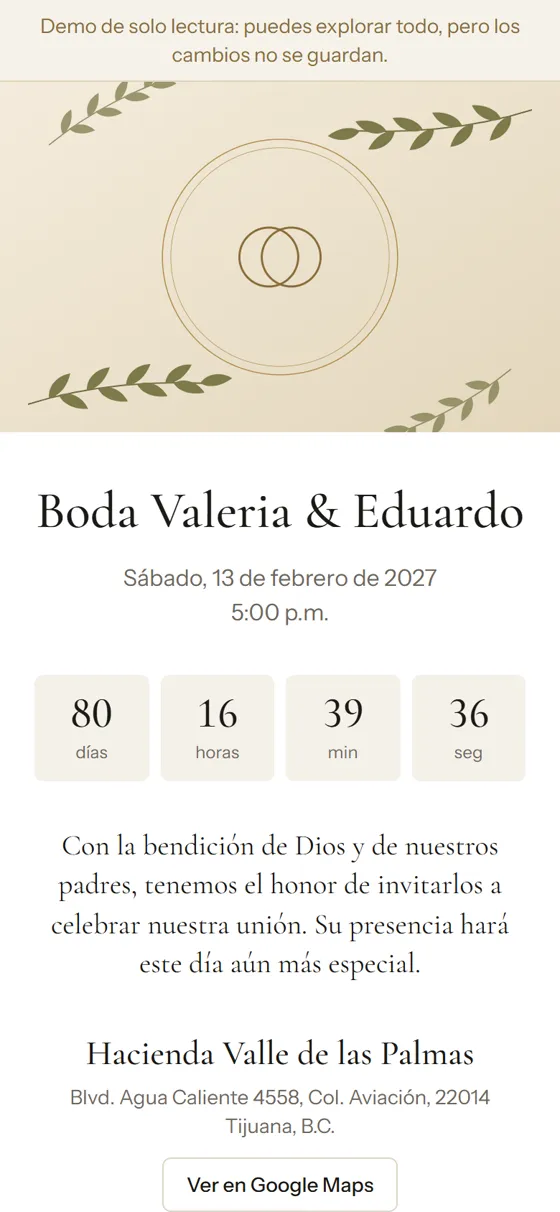 Demo de solo lectura: puedes explorar todo, pero los
cambios no se guardan.
Boda Valeria & Eduardo
Sábado, 13 de febrero de 2027
5:00 p.m.
80
días
16
horas
39
min
36
seg
Con la bendición de Dios y de nuestros
padres, tenemos el honor de invitarlos a
celebrar nuestra unión. Su presencia hará
este día aún más especial.
Hacienda Valle de las Palmas
Blvd. Agua Caliente 4558, Col. Aviación, 22014
Tijuana, B.C.
Ver en Google Maps